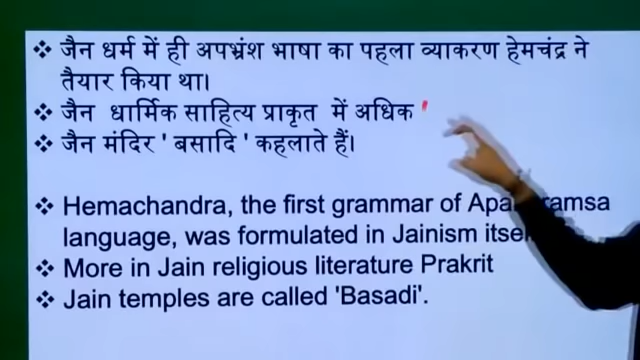 ❖ जैन धर्म में ही अपभ्रंश भाषा का पहला व्याकरण हेमचंद्र ने
तैयार किया था।
❖ जैन धार्मिक साहित्य प्राकृत में अधिक
❖ जैन मंदिर ' बसादि ' कहलाते हैं।
❖ Hemachandra, the first grammar of
language, was formulated in Jainism
❖ More in Jain religious literature Prakrit
❖ Jain temples are called 'Basadi'.